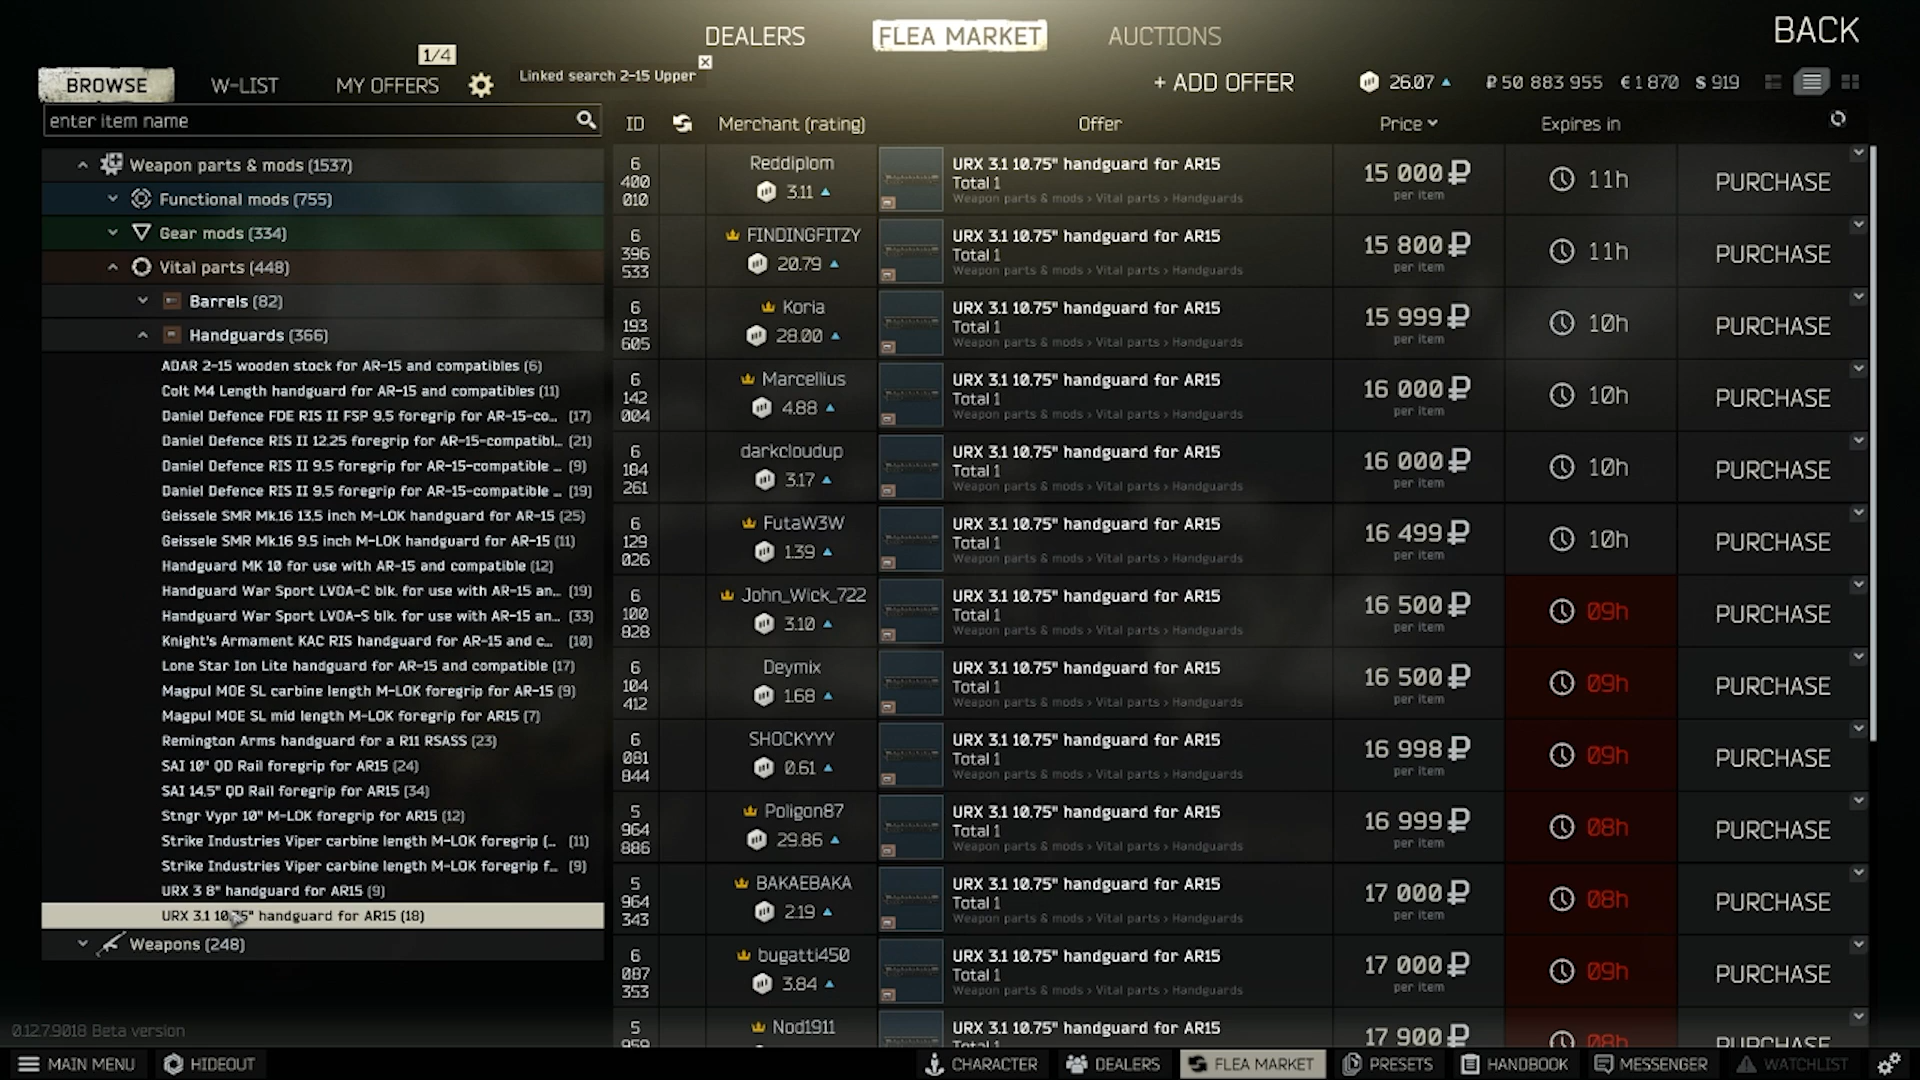 DEALERS
FLEA MARKET
AUCTIONS
BACK
BROWSE
W-LIST
1/4
MY OFFERS
Linked search 2-15 Upper
+ ADD OFFER
26.07
₽ 50 883 955
€ 1 870
$ 919
enter item name
ID
Merchant (rating)
Offer
Price
Expires in
Weapon parts & mods (1537)
Functional mods (755)
Gear mods (334)
Vital parts (448)
Barrels (82)
Handguards (366)
ADAR 2-15 wooden stock for AR-15 and compatibles (6)
Colt M4 Length handguard for AR-15 and compatibles (11)
Daniel Defence FDE RIS II FSP 9.5 foregrip for AR-15-co... (17)
Daniel Defence RIS II 12.25 foregrip for AR-15-compatibl... (21)
Daniel Defence RIS II 9.5 foregrip for AR-15-compatible ... (9)
Daniel Defence RIS II 9.5 foregrip for AR-15-compatible ... (19)
Geissele SMR Mk.16 13,5 inch M-LOK handguard for AR-15 (25)
Geissele SMR Mk.16 9.5 inch M-LOK handguard for AR-15 (11)
Handguard MK 10 for use with AR-15 and compatible (12)
Handguard War Sport LVOA-C blk. for use with AR-15 an... (19)
Handguard War Sport LVOA-S blk. for use with AR-15 an... (33)
Knight's Armament KAC RIS handguard for AR-15 and c... (10)
Lone Star Ion Lite handguard for AR-15 and compatible (17)
Magpul MOE SL carbine length M-LOK foregrip for AR-15 (9)
Magpul MOE SL mid length M-LOK foregrip for AR15 (7)
Remington Arms handguard for a R11 RSASS (23)
SAI 10" QD Rail foregrip for AR15 (24)
SAI 14.5" QD Rail foregrip for AR15 (34)
Stngr Vypr 10" M-LOK foregrip for AR15 (12)
Strike Industries Viper carbine length M-LOK foregrip (... (11)
Strike Industries Viper carbine length M-LOK foregrip f... (9)
URX 3 8" handguard for AR15 (9)
URX 3.1 10.75" handguard for AR15 (18)
Weapons (248)
6 400 010
Reddiplom
3.11
URX 3.1 10.75" handguard for AR15
Total 1
Weapon parts & mods > Vital parts > Handguards
15 000 ₽
per item
11h
PURCHASE
6 396 533
FINDINGFITZY
20.79
URX 3.1 10.75" handguard for AR15
Total 1
Weapon parts & mods > Vital parts > Handguards
15 800 ₽
per item
11h
PURCHASE
6 193 605
Koria
28.00
URX 3.1 10.75" handguard for AR15
Total 1
Weapon parts & mods > Vital parts > Handguards
15 999 ₽
per item
10h
PURCHASE
6 142 004
Marcellius
4.88
URX 3.1 10.75" handguard for AR15
Total 1
Weapon parts & mods > Vital parts > Handguards
16 000 ₽
per item
10h
PURCHASE
6 184 261
darkcloudup
3.17
URX 3.1 10.75" handguard for AR15
Total 1
Weapon parts & mods > Vital parts > Handguards
16 000 ₽
per item
10h
PURCHASE
6 129 026
FutaW3W
1.39
URX 3.1 10.75" handguard for AR15
Total 1
Weapon parts & mods > Vital parts > Handguards
16 499 ₽
per item
10h
PURCHASE
6 100 828
John_Wick_722
3.10
URX 3.1 10.75" handguard for AR15
Total 1
Weapon parts & mods > Vital parts > Handguards
16 500 ₽
per item
09h
PURCHASE
6 104 412
Deymix
1.68
URX 3.1 10.75" handguard for AR15
Total 1
Weapon parts & mods > Vital parts > Handguards
16 500 ₽
per item
09h
PURCHASE
6 081 844
SHOCKYYY
0.61
URX 3.1 10.75" handguard for AR15
Total 1
Weapon parts & mods > Vital parts > Handguards
16 998 ₽
per item
09h
PURCHASE
5 964 886
Poligon87
29.86
URX 3.1 10.75" handguard for AR15
Total 1
Weapon parts & mods > Vital parts > Handguards
16 999 ₽
per item
08h
PURCHASE
5 964 343
BAKAEBAKA
2.19
URX 3.1 10.75" handguard for AR15
Total 1
Weapon parts & mods > Vital parts > Handguards
17 000 ₽
per item
08h
PURCHASE
6 087 353
bugatti450
3.84
URX 3.1 10.75" handguard for AR15
Total 1
Weapon parts & mods > Vital parts > Handguards
17 000 ₽
per item
09h
PURCHASE
5 959
Nod1911
URX 3.1 10.75" handguard for AR15
Total 1
17 900 ₽
08h
PURCHASE
0.12.7.9018 Beta version
MAIN MENU
HIDEOUT
CHARACTER
DEALERS
FLEA MARKET
PRESETS
HANDBOOK
MESSENGER
WATCHLIST